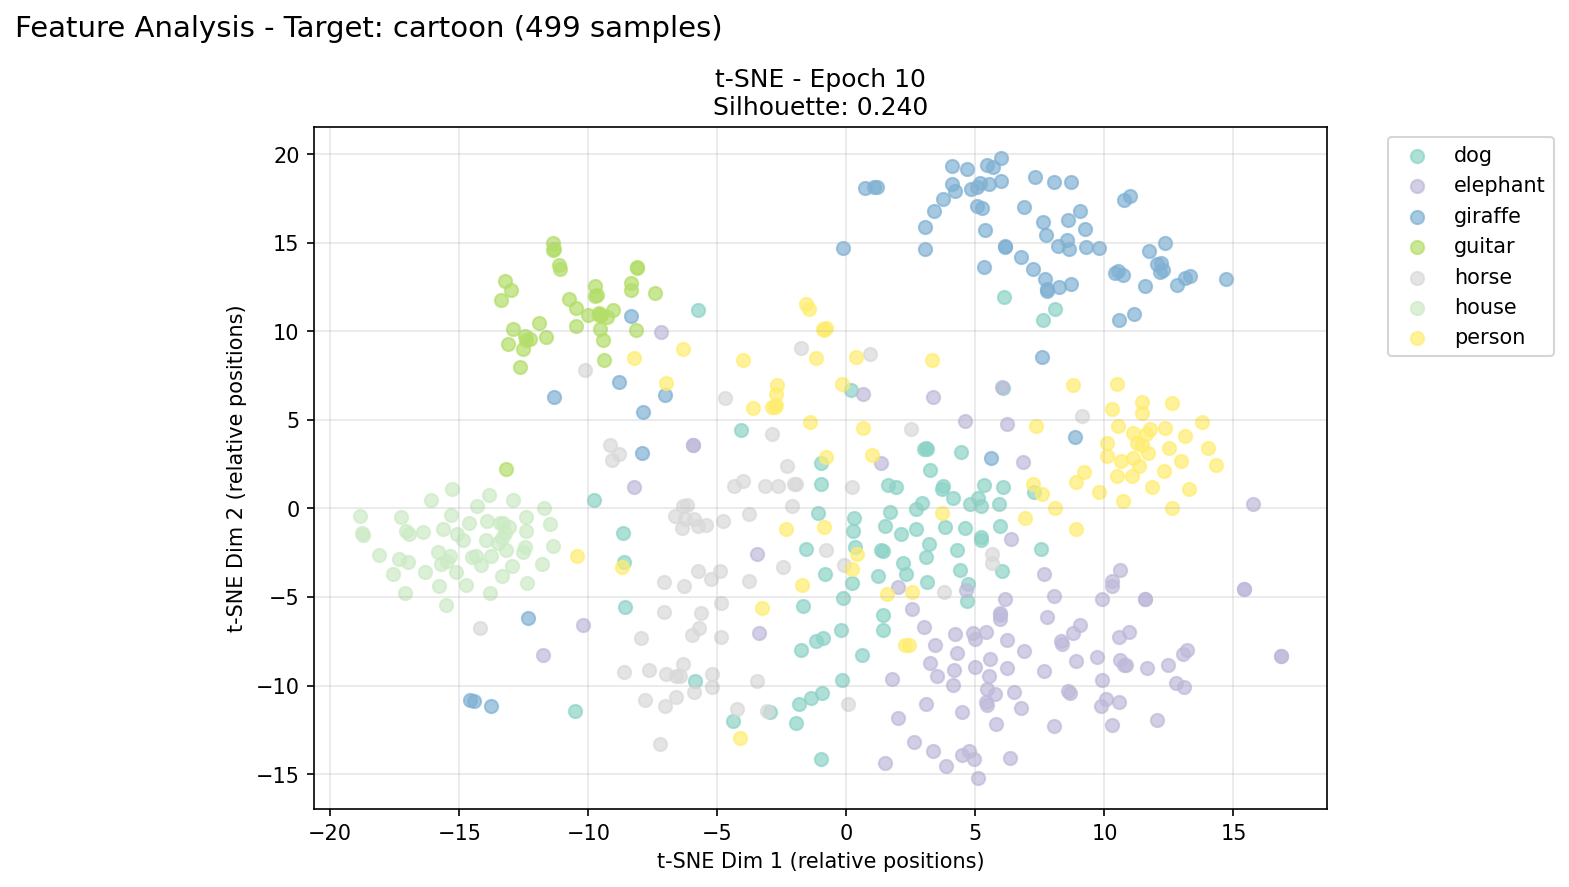 Feature Analysis - Target: cartoon (499 samples)
t-SNE - Epoch 10
Silhouette: 0.240
t-SNE Dim 2 (relative positions)
20
15
10
5
0
−5
−10
−15
−20
−15
−10
−5
0
5
10
15
t-SNE Dim 1 (relative positions)
dog
elephant
giraffe
guitar
horse
house
person